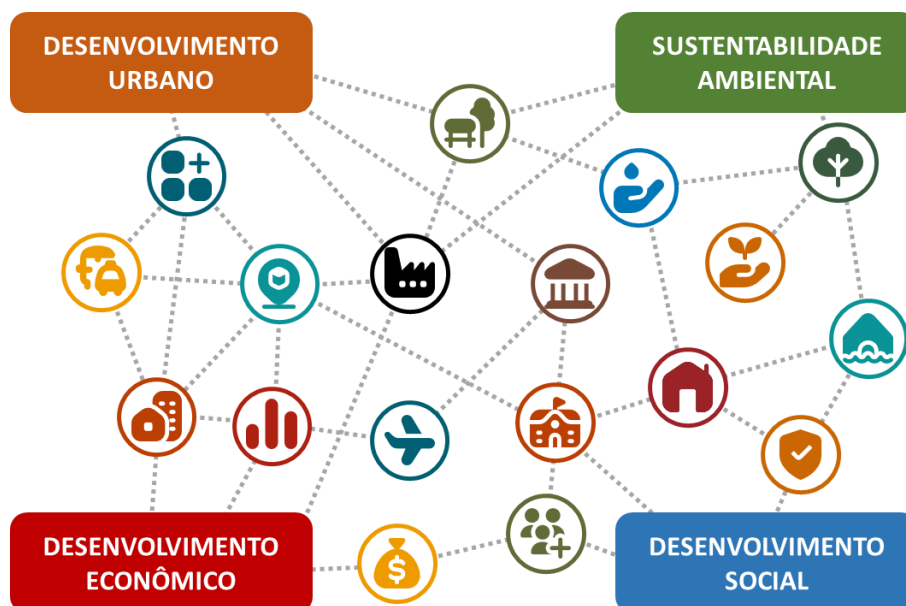 DESENVOLVIMENTO
URBANO
SUSTENTABILIDADE
AMBIENTAL
DESENVOLVIMENTO
ECONÔMICO
DESENVOLVIMENTO
SOCIAL